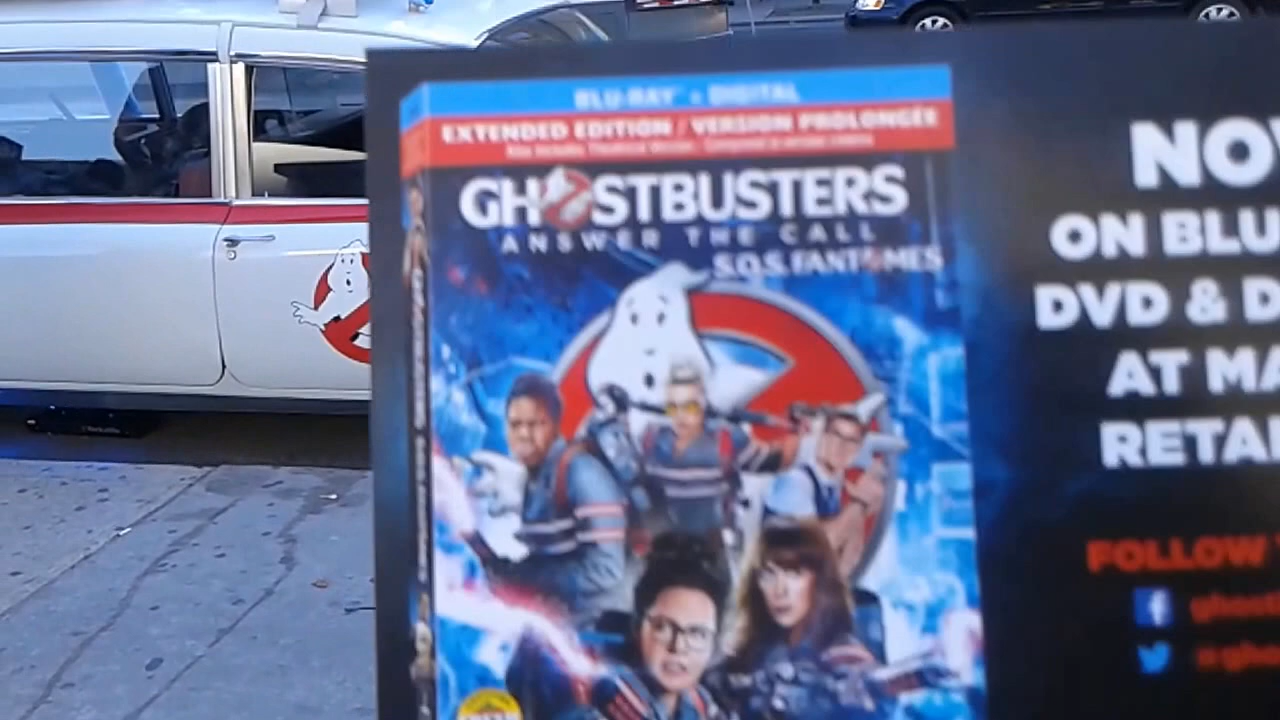 BLU-RAY + DIGITAL
EXTENDED EDITION / VERSION PROLONGÉE
GHOSTBUSTERS
ANSWER THE CALL
S.O.S. FANTÔMES
NO
ON BLU
DVD & D
AT MA
RETAI
FOLLOW